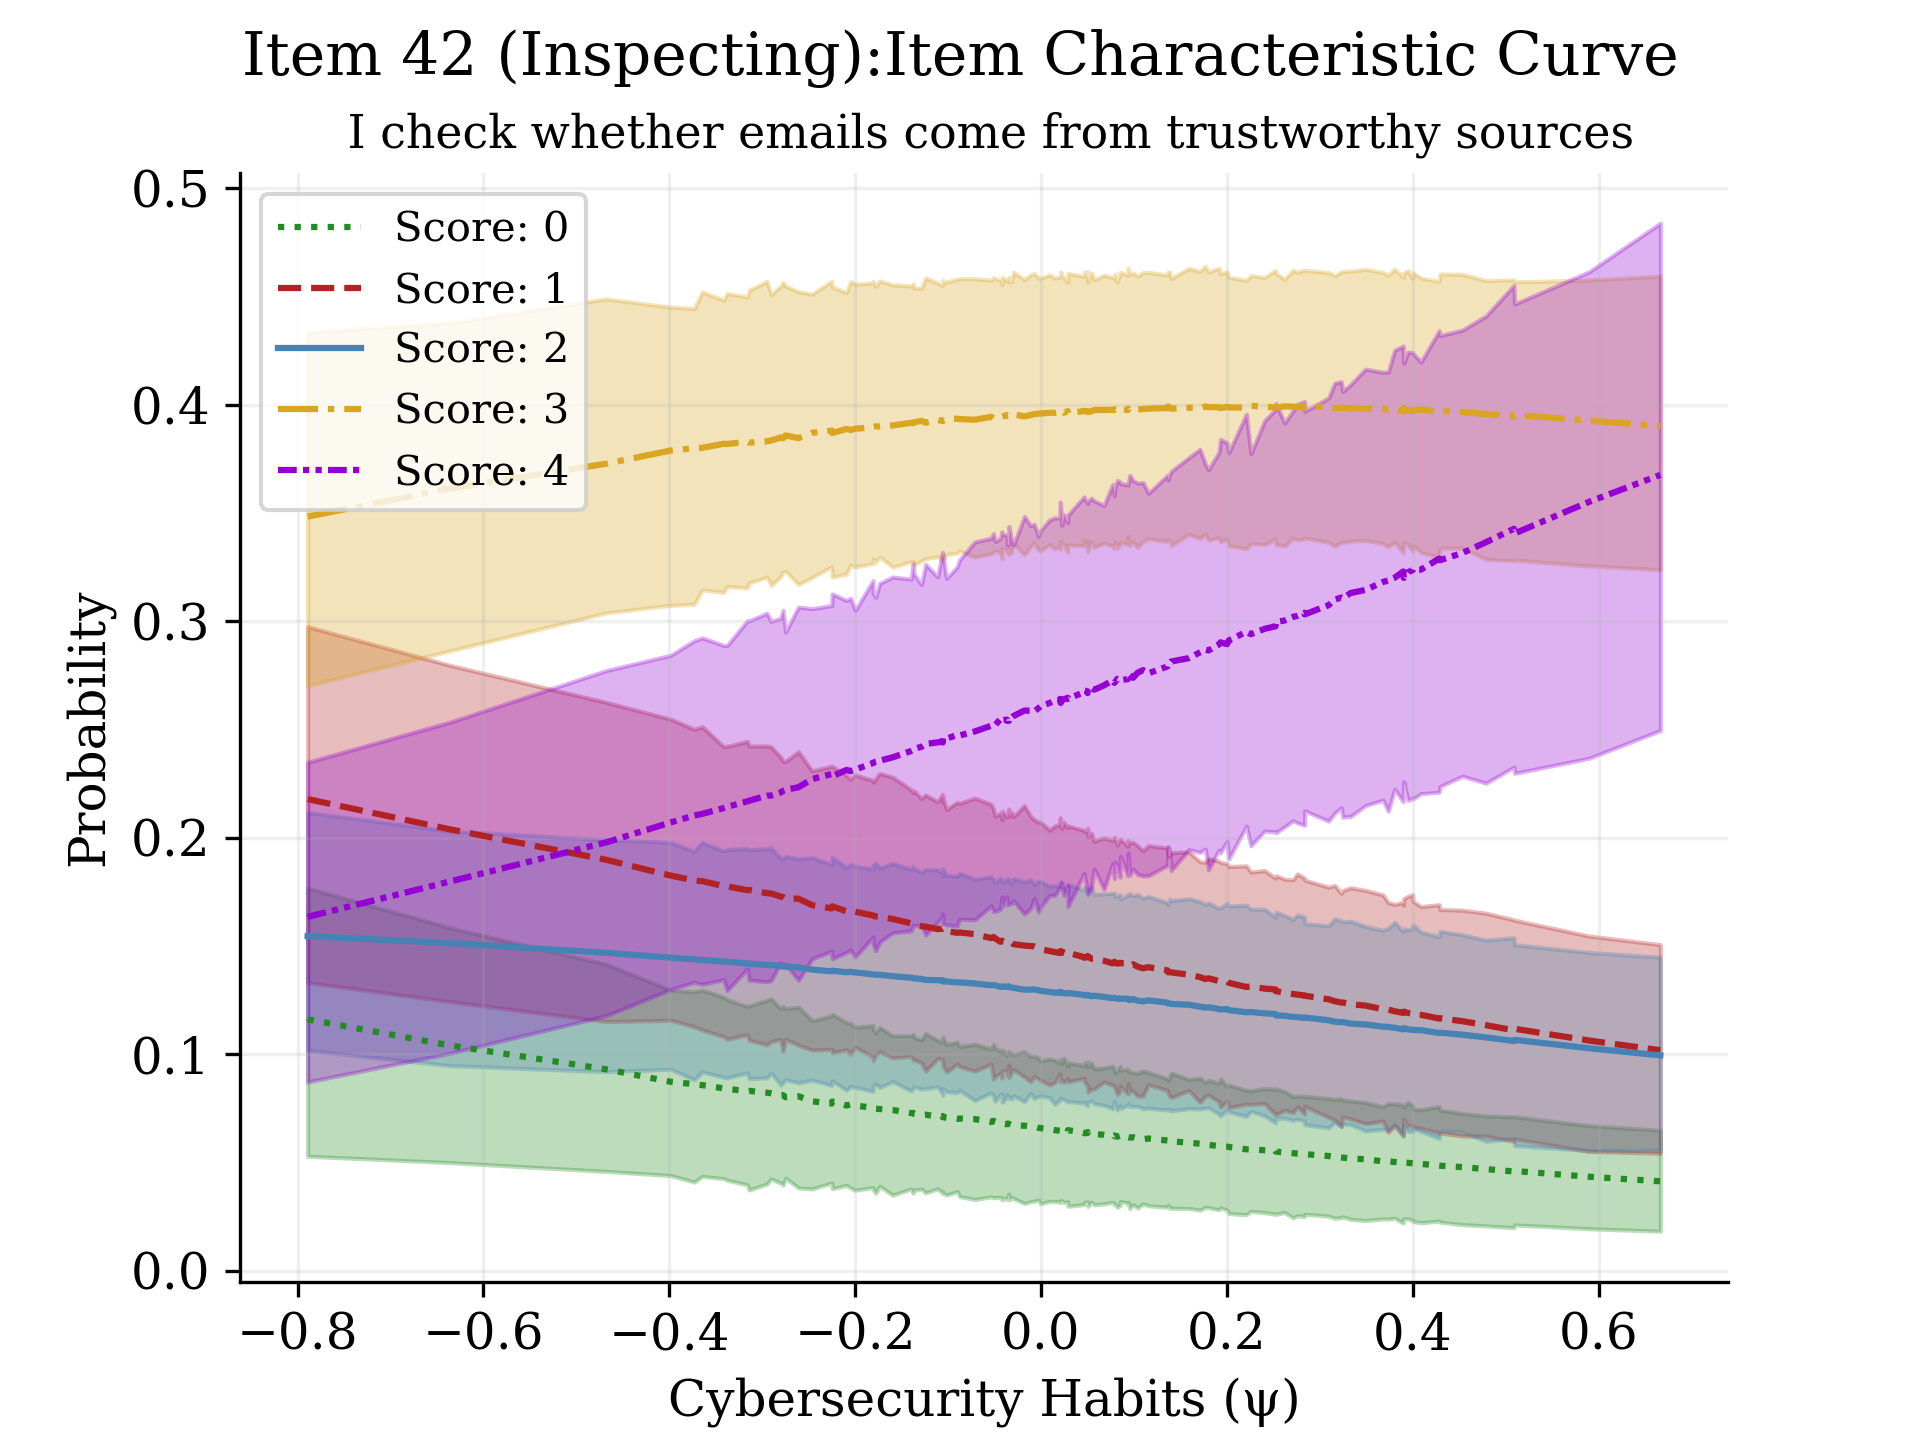 Item 42 (Inspecting):Item Characteristic Curve
I check whether emails come from trustworthy sources
0.5
0.4
0.3
0.2
0.1
0.0
Probability
Score: 0
Score: 1
Score: 2
Score: 3
Score: 4
−0.8 −0.6 −0.4 −0.2 0.0 0.2 0.4 0.6
Cybersecurity Habits (ψ)